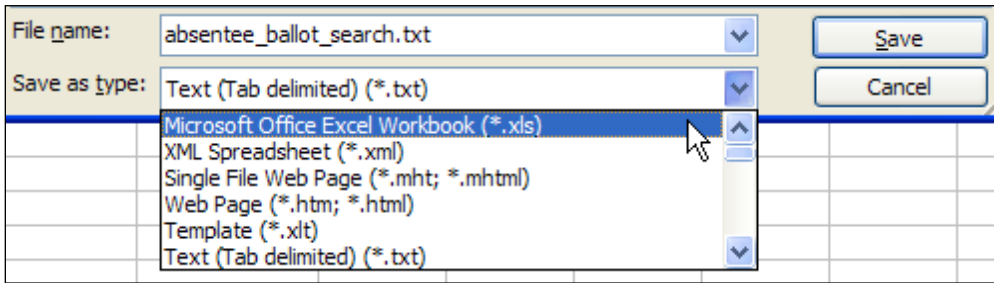 File name: absentee_ballot_search.txt Save
Save as type: Text (Tab delimited) (*.txt) Cancel
Microsoft Office Excel Workbook (*.xls)
XML Spreadsheet (*.xml)
Single File Web Page (*.mht; *.mhtml)
Web Page (*.htm; *.html)
Template (*.xlt)
Text (Tab delimited) (*.txt)